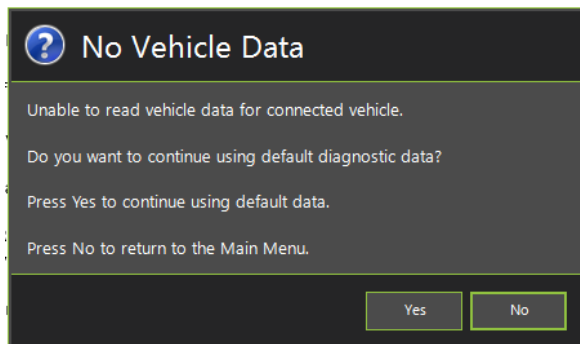 No Vehicle Data
Unable to read vehicle data for connected vehicle.
Do you want to continue using default diagnostic data?
Press Yes to continue using default data.
Press No to return to the Main Menu.
Yes
No